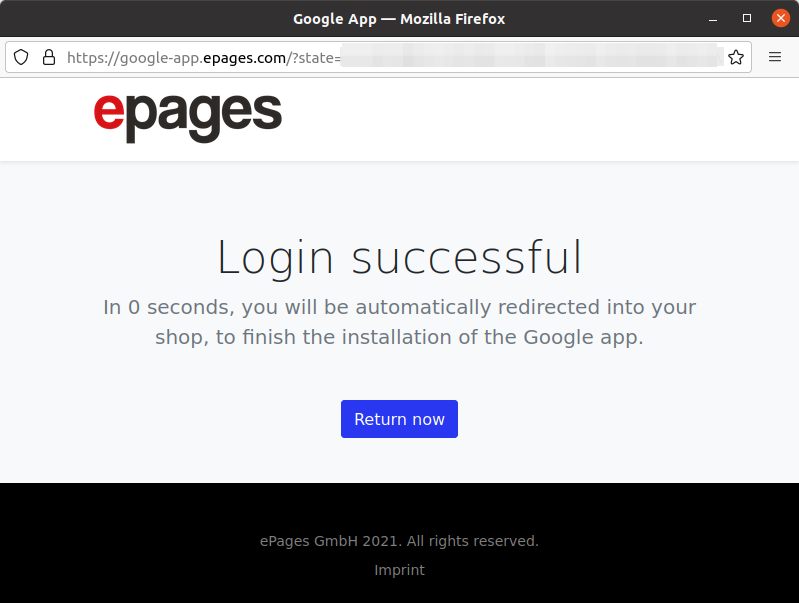 Google App — Mozilla Firefox
https://google-app.epages.com/?state=
epages
Login successful
In 0 seconds, you will be automatically redirected into your
shop, to finish the installation of the Google app.
Return now
ePages GmbH 2021. All rights reserved.
Imprint